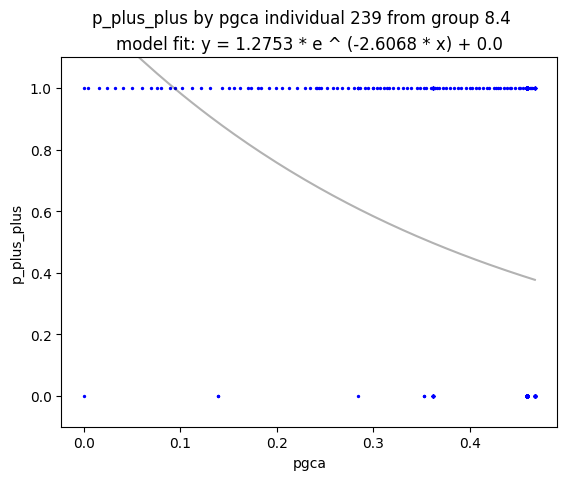 p_plus_plus by pgca individual 239 from group 8.4
model fit: y = 1.2753 * e ^ (-2.6068 * x) + 0.0
1.0
0.8
0.6
0.4
0.2
0.0
p_plus_plus
0.0 0.1 0.2 0.3 0.4
pgca